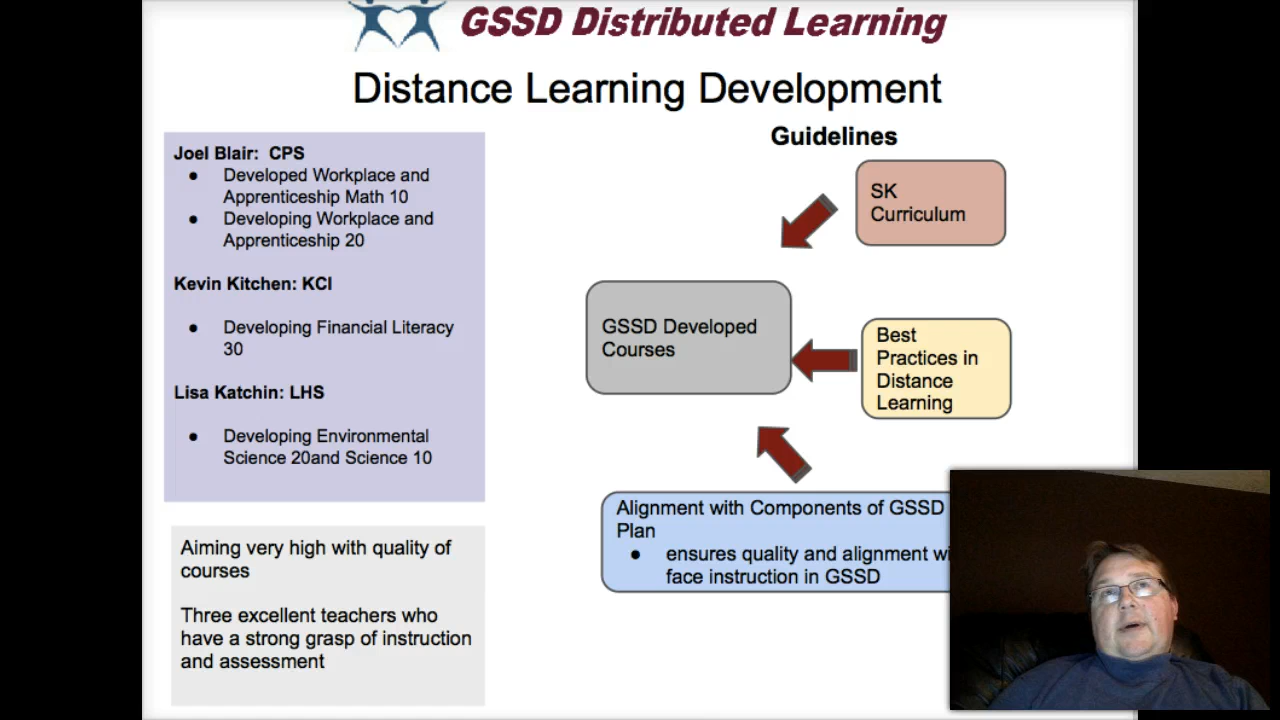 GSSD Distributed Learning
Distance Learning Development
Joel Blair: CPS
● Developed Workplace and
Apprenticeship Math 10
● Developing Workplace and
Apprenticeship 20
Kevin Kitchen: KCI
● Developing Financial Literacy
30
Lisa Katchin: LHS
● Developing Environmental
Science 20and Science 10
Aiming very high with quality of
courses
Three excellent teachers who
have a strong grasp of instruction
and assessment
Guidelines
SK
Curriculum
GSSD Developed
Courses
Best
Practices in
Distance
Learning
Alignment with Components of GSSD
Plan
● ensures quality and alignment
face instruction in GSSD